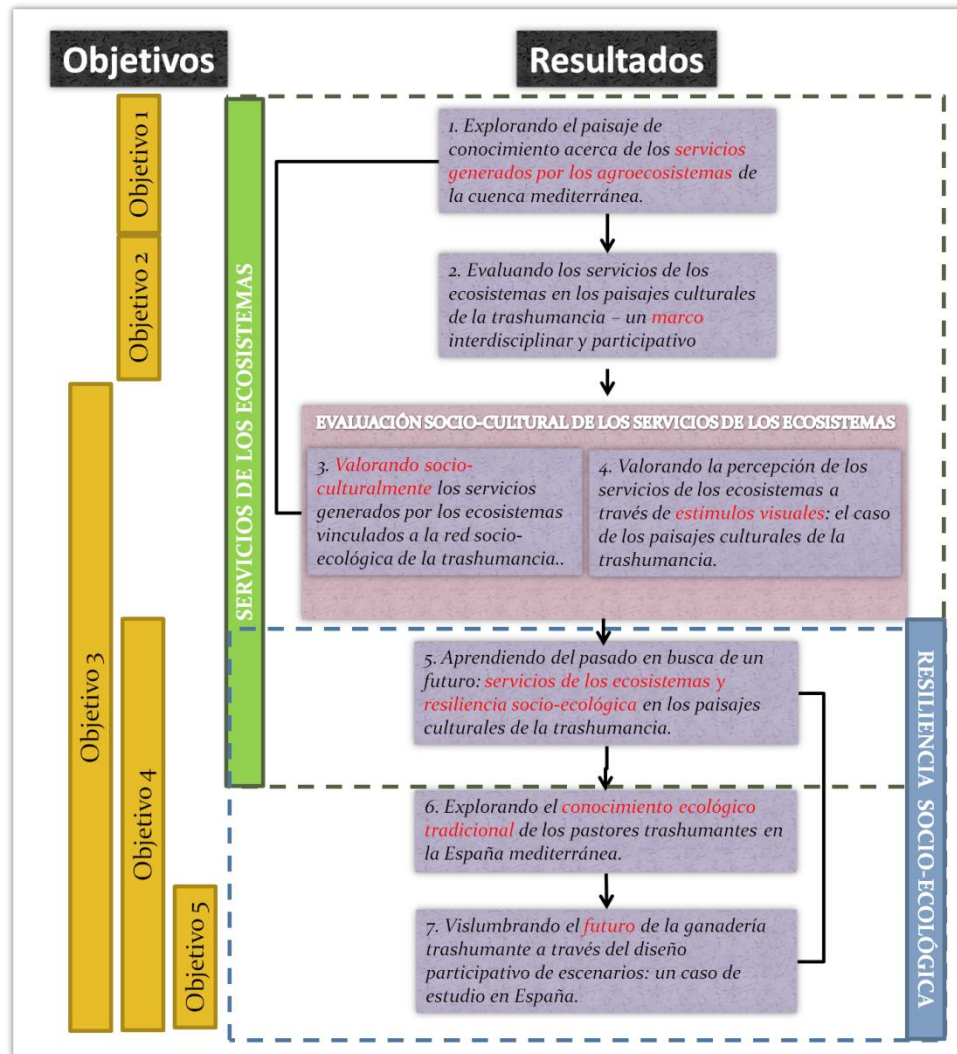 Objetivos
Resultados
Objetivo 1
Objetivo 2
Objetivo 3
Objetivo 4
Objetivo 5
SERVICIOS DE LOS ECOSISTEMAS
1. Explorando el paisaje de
conocimiento acerca de los servicios
generados por los agroecosistemas de
la cuenca mediterránea.
2. Evaluando los servicios de los
ecosistemas en los paisajes culturales
de la trashumancia – un marco
interdisciplinar y participativo
EVALUACIÓN SOCIO-CULTURAL DE LOS SERVICIOS DE LOS ECOSISTEMAS
3. Valorando socio-
culturalmente los servicios
generados por los ecosistemas
vinculados a la red socio-
ecológica de la trashumancia..
4. Valorando la percepción de los
servicios de los ecosistemas a
través de estímulos visuales: el caso
de los paisajes culturales de la
trashumancia.
5. Aprendiendo del pasado en busca de un
futuro: servicios de los ecosistemas y
resiliencia socio-ecológica en los paisajes
culturales de la trashumancia.
6. Explorando el conocimiento ecológico
tradicional de los pastores trashumantes en
la España mediterránea.
7. Vislumbrando el futuro de la ganadería
trashumante a través del diseño
participativo de escenarios: un caso de
estudio en España.
RESILIENCIA SOCIO-ECOLÓGICA